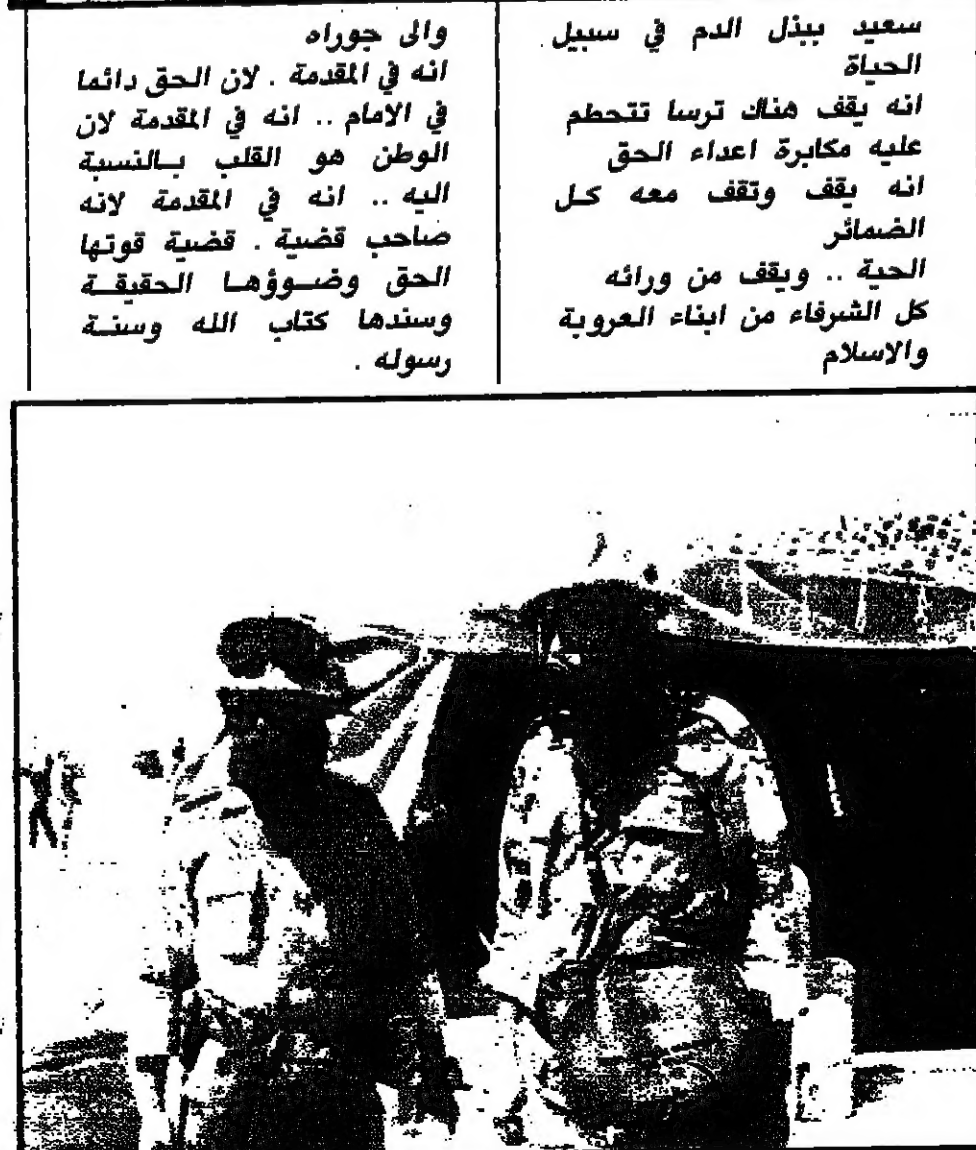 سعيد ببذل الدم في سبيل
الحياة
انه يقف هناك ترسا تتحطم
عليه مكابرة اعداء الحق
انه يقف وتقف معه كل
الضمائر
الحية .. ويقف من ورائه
كل الشرفاء من ابناء العروبة
والاسلام
والى جوراه
انه في المقدمة . لان الحق دائما
في الامام .. انه في المقدمة لان
الوطن هو القلب بالنسبة
اليه .. انه في المقدمة لانه
صاحب قضية . قضية قوتها
الحق وضوؤها الحقيقة
وسندها كتاب الله وسنة
رسوله .